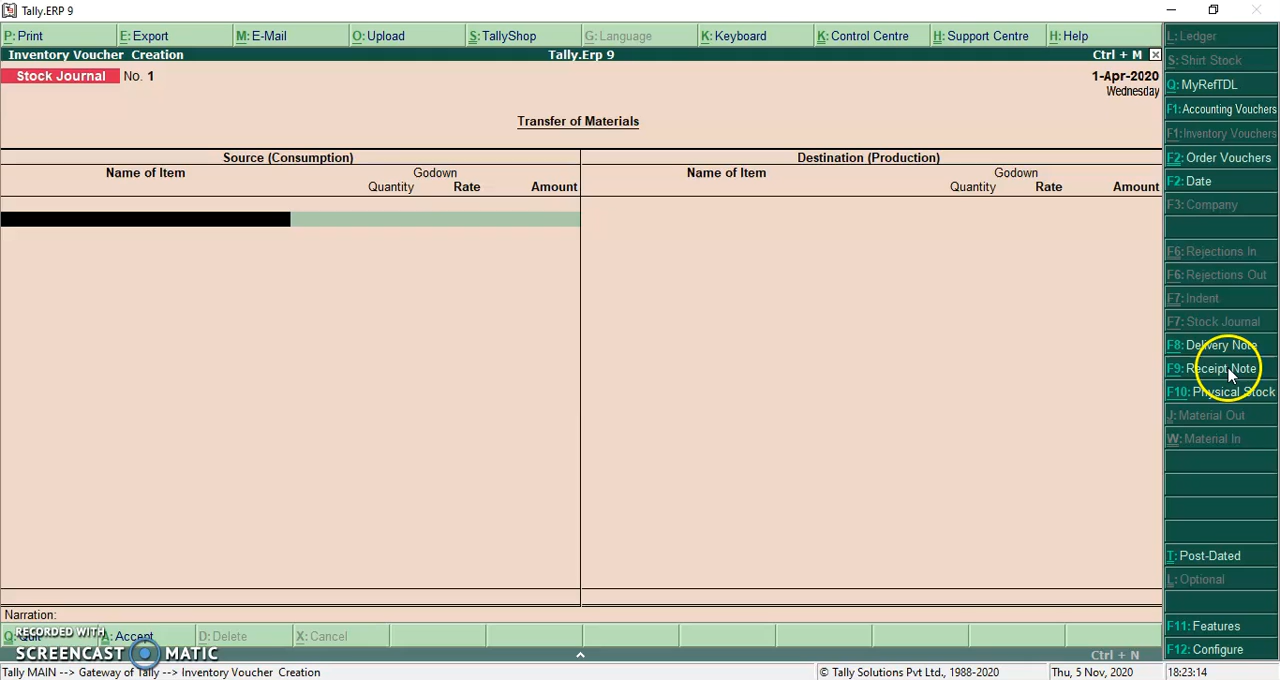 Tally.ERP 9
P: Print
E: Export
M: E-Mail
O: Upload
S: TallyShop
G: Language
K: Keyboard
K: Control Centre
H: Support Centre
H: Help
Inventory Voucher Creation
Tally.Erp 9
Ctrl + M
Stock Journal No. 1
1-Apr-2020
Wednesday
Transfer of Materials
Source (Consumption)
Name of Item
Godown
Quantity Rate Amount
Destination (Production)
Name of Item
Godown
Quantity Rate Amount
Narration:
Q: Quit
A: Accept
D: Delete
X: Cancel
RECORDED WITH
SCREENCAST MATIC
Ctrl + N
Tally MAIN --> Gateway of Tally --> Inventory Voucher Creation
© Tally Solutions Pvt Ltd., 1988-2020
Thu, 5 Nov, 2020
18:23:14
L: Ledger
S: Shirt Stock
Q: MyRefTDL
F1: Accounting Vouchers
F1: Inventory Vouchers
F2: Order Vouchers
F2: Date
F3: Company
F6: Rejections In
F6: Rejections Out
F7: Indent
F7: Stock Journal
F8: Delivery Note
F9: Receipt Note
F10: Physical Stock
J: Material Out
W: Material In
T: Post-Dated
L: Optional
F11: Features
F12: Configure